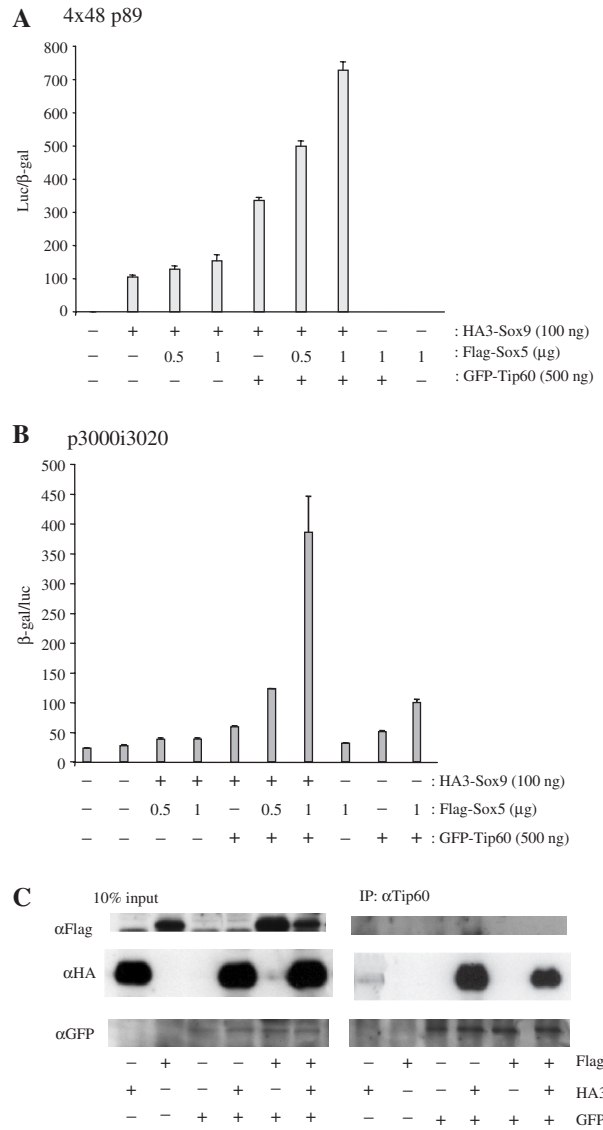 A 4x48 p89
800
700
600
500
400
300
200
100
0
Luc/β-gal
– + + + + + + – – : HA3-Sox9 (100 ng)
– – 0.5 1 – 0.5 1 1 1 : Flag-Sox5 (μg)
– – – – + + + + – : GFP-Tip60 (500 ng)
B p3000i3020
500
450
400
350
300
250
200
150
100
50
0
β-gal/luc
– – + + + + + – – – : HA3-Sox9 (100 ng)
– – 0.5 1 – 0.5 1 1 – 1 : Flag-Sox5 (μg)
– – – – + + + – + + : GFP-Tip60 (500 ng)
C 10% input IP: αTip60
αFlag
αHA
αGFP
– + – – + + – + – – + + Flag
+ – – + – + + – – + – + HA3
– – + + + + – – + + + + GFP